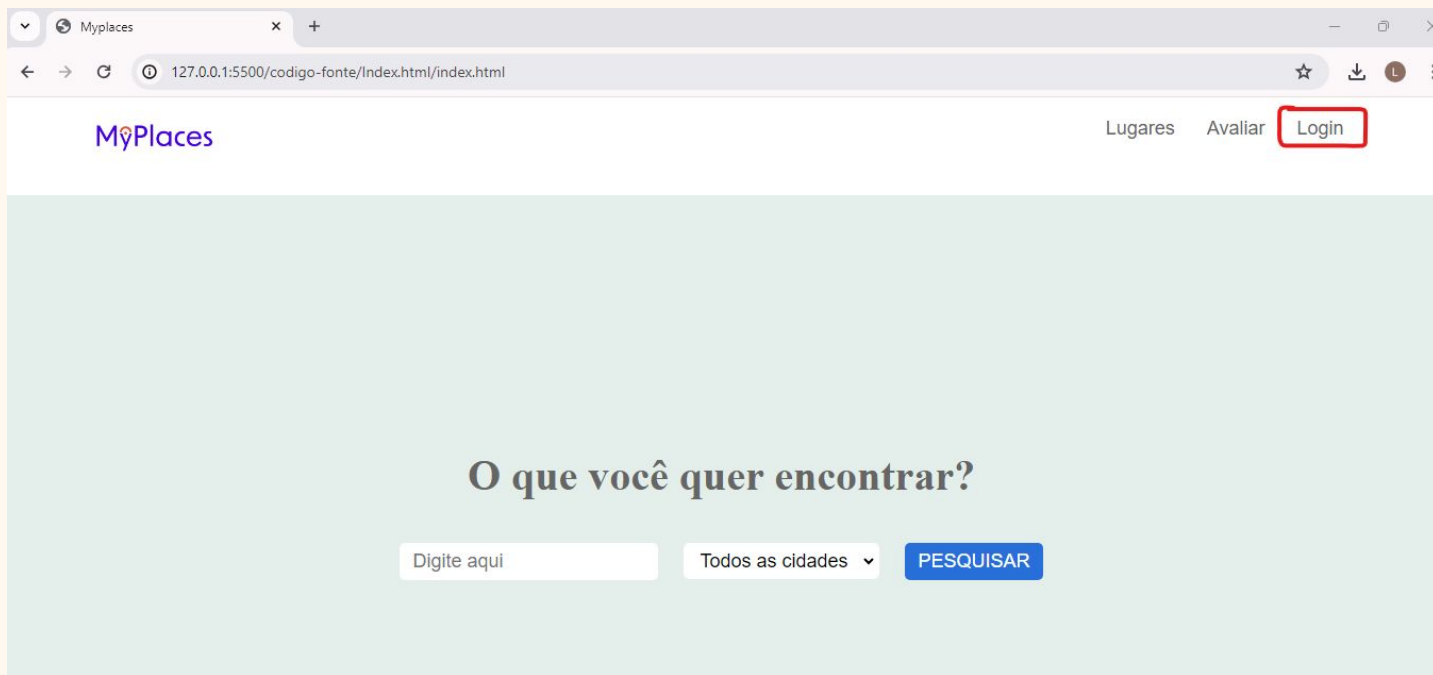 Myplaces
127.0.0.1:5500/codigo-fonte/Index.html/index.html
L
MyPlaces
Lugares Avaliar Login
O que você quer encontrar?
Digite aqui Todos as cidades PESQUISAR